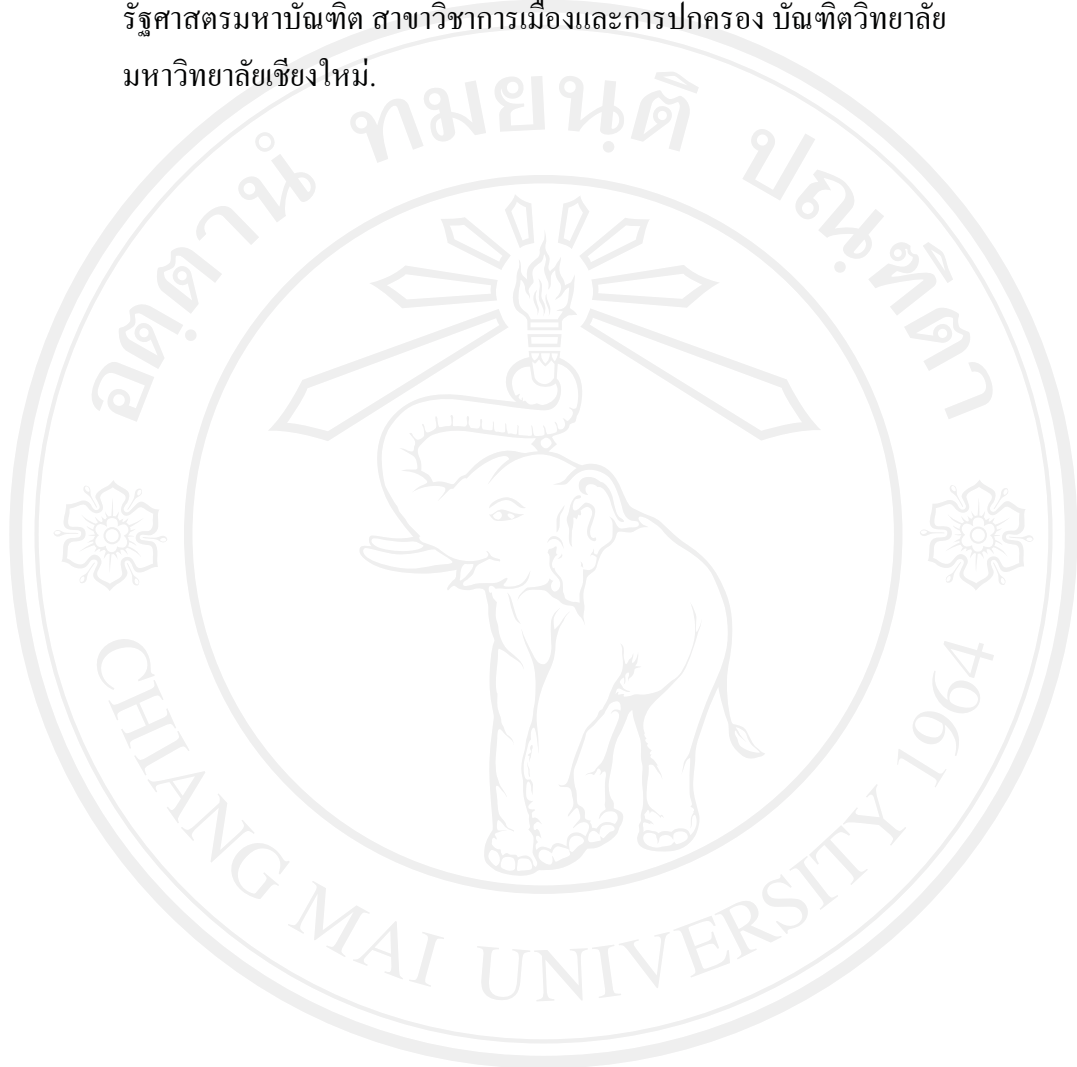 รัฐศาสตรมหาบัณฑิต สาขาวิชาการเมืองและการปกครอง บัณฑิตวิทยาลัย
มหาวิทยาลัยเชียงใหม่.
อตฺตานํ ทมยนฺติ ปณฺฑิตา
CHIANG MAI UNIVERSITY 1964